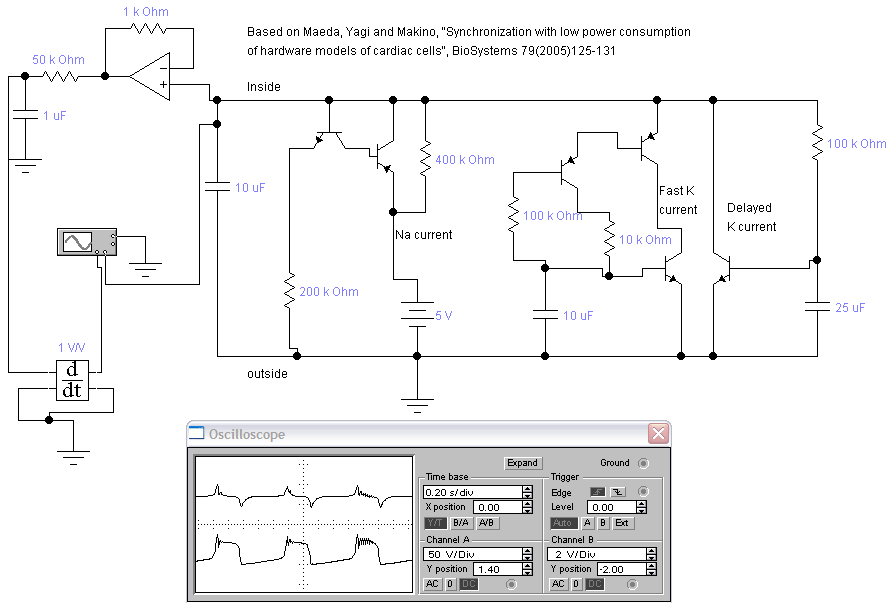 1 k Ohm
Based on Maeda, Yagi and Makino, "Synchronization with low power consumption
of hardware models of cardiac cells", BioSystems 79(2005)125-131
50 k Ohm
Inside
1 uF
100 k Ohm
400 k Ohm
10 uF
Fast K
current
100 k Ohm
Delayed
K current
Na current
10 k Ohm
200 k Ohm
5 V
10 uF
25 uF
1 V/V
d
dt
outside
Oscilloscope
Expand
Ground
Time base
Trigger
0.20 s/div
Edge
X position 0.00
Level 0.00
Y/T B/A A/B
Auto A B Ext
Channel A
Channel B
50 V/Div
2 V/Div
Y position 1.40
Y position -2.00
AC 0 DC
AC 0 DC